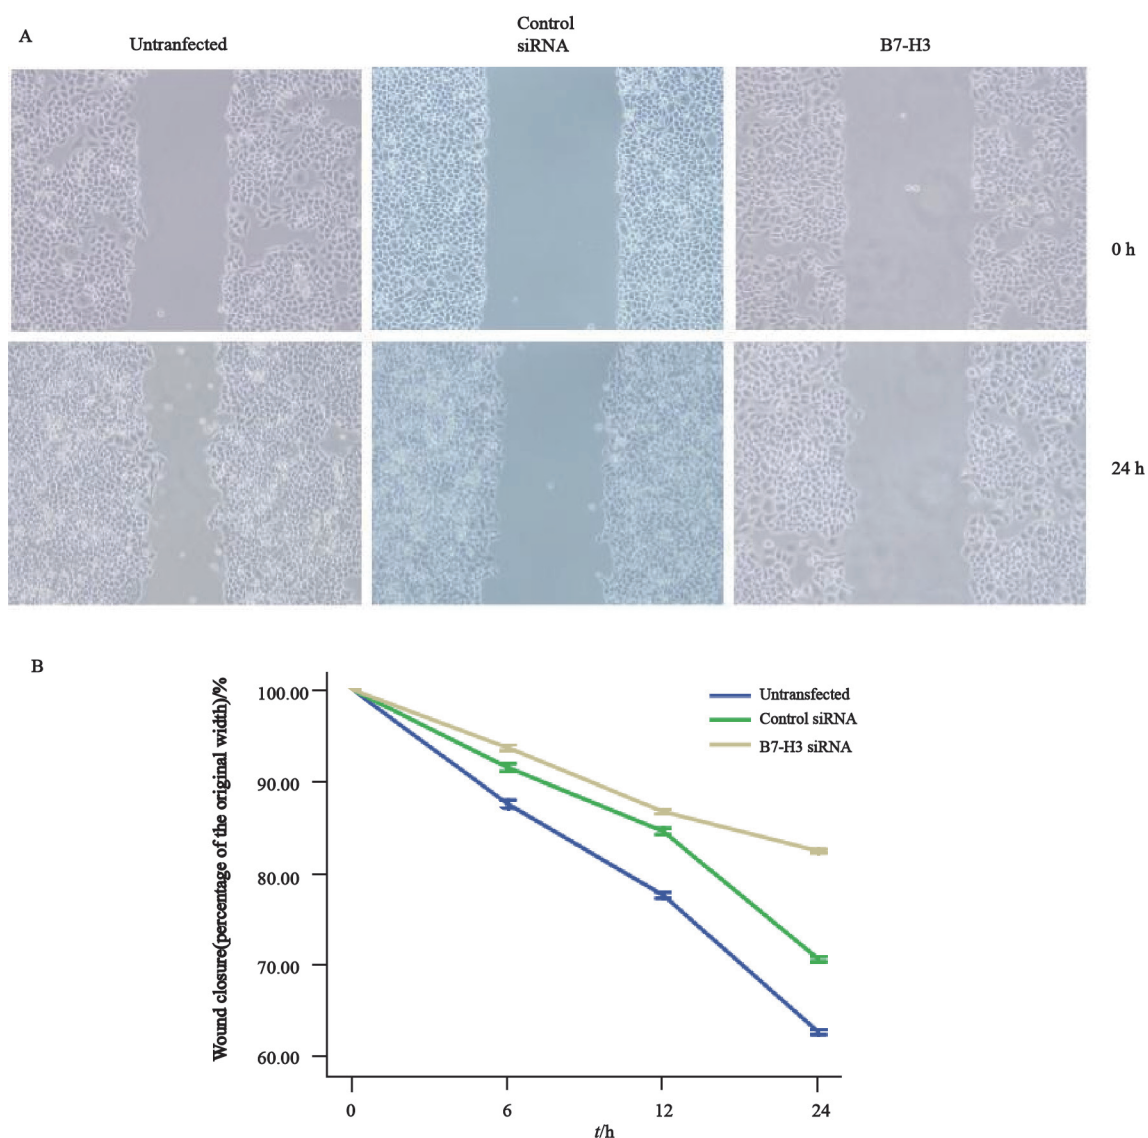 A
Untranfected
Control
siRNA
B7-H3
0 h
24 h
B
Wound closure(percentage of the original width)/%
100.00
90.00
80.00
70.00
60.00
Untransfected
Control siRNA
B7-H3 siRNA
0
6
12
24
t/h